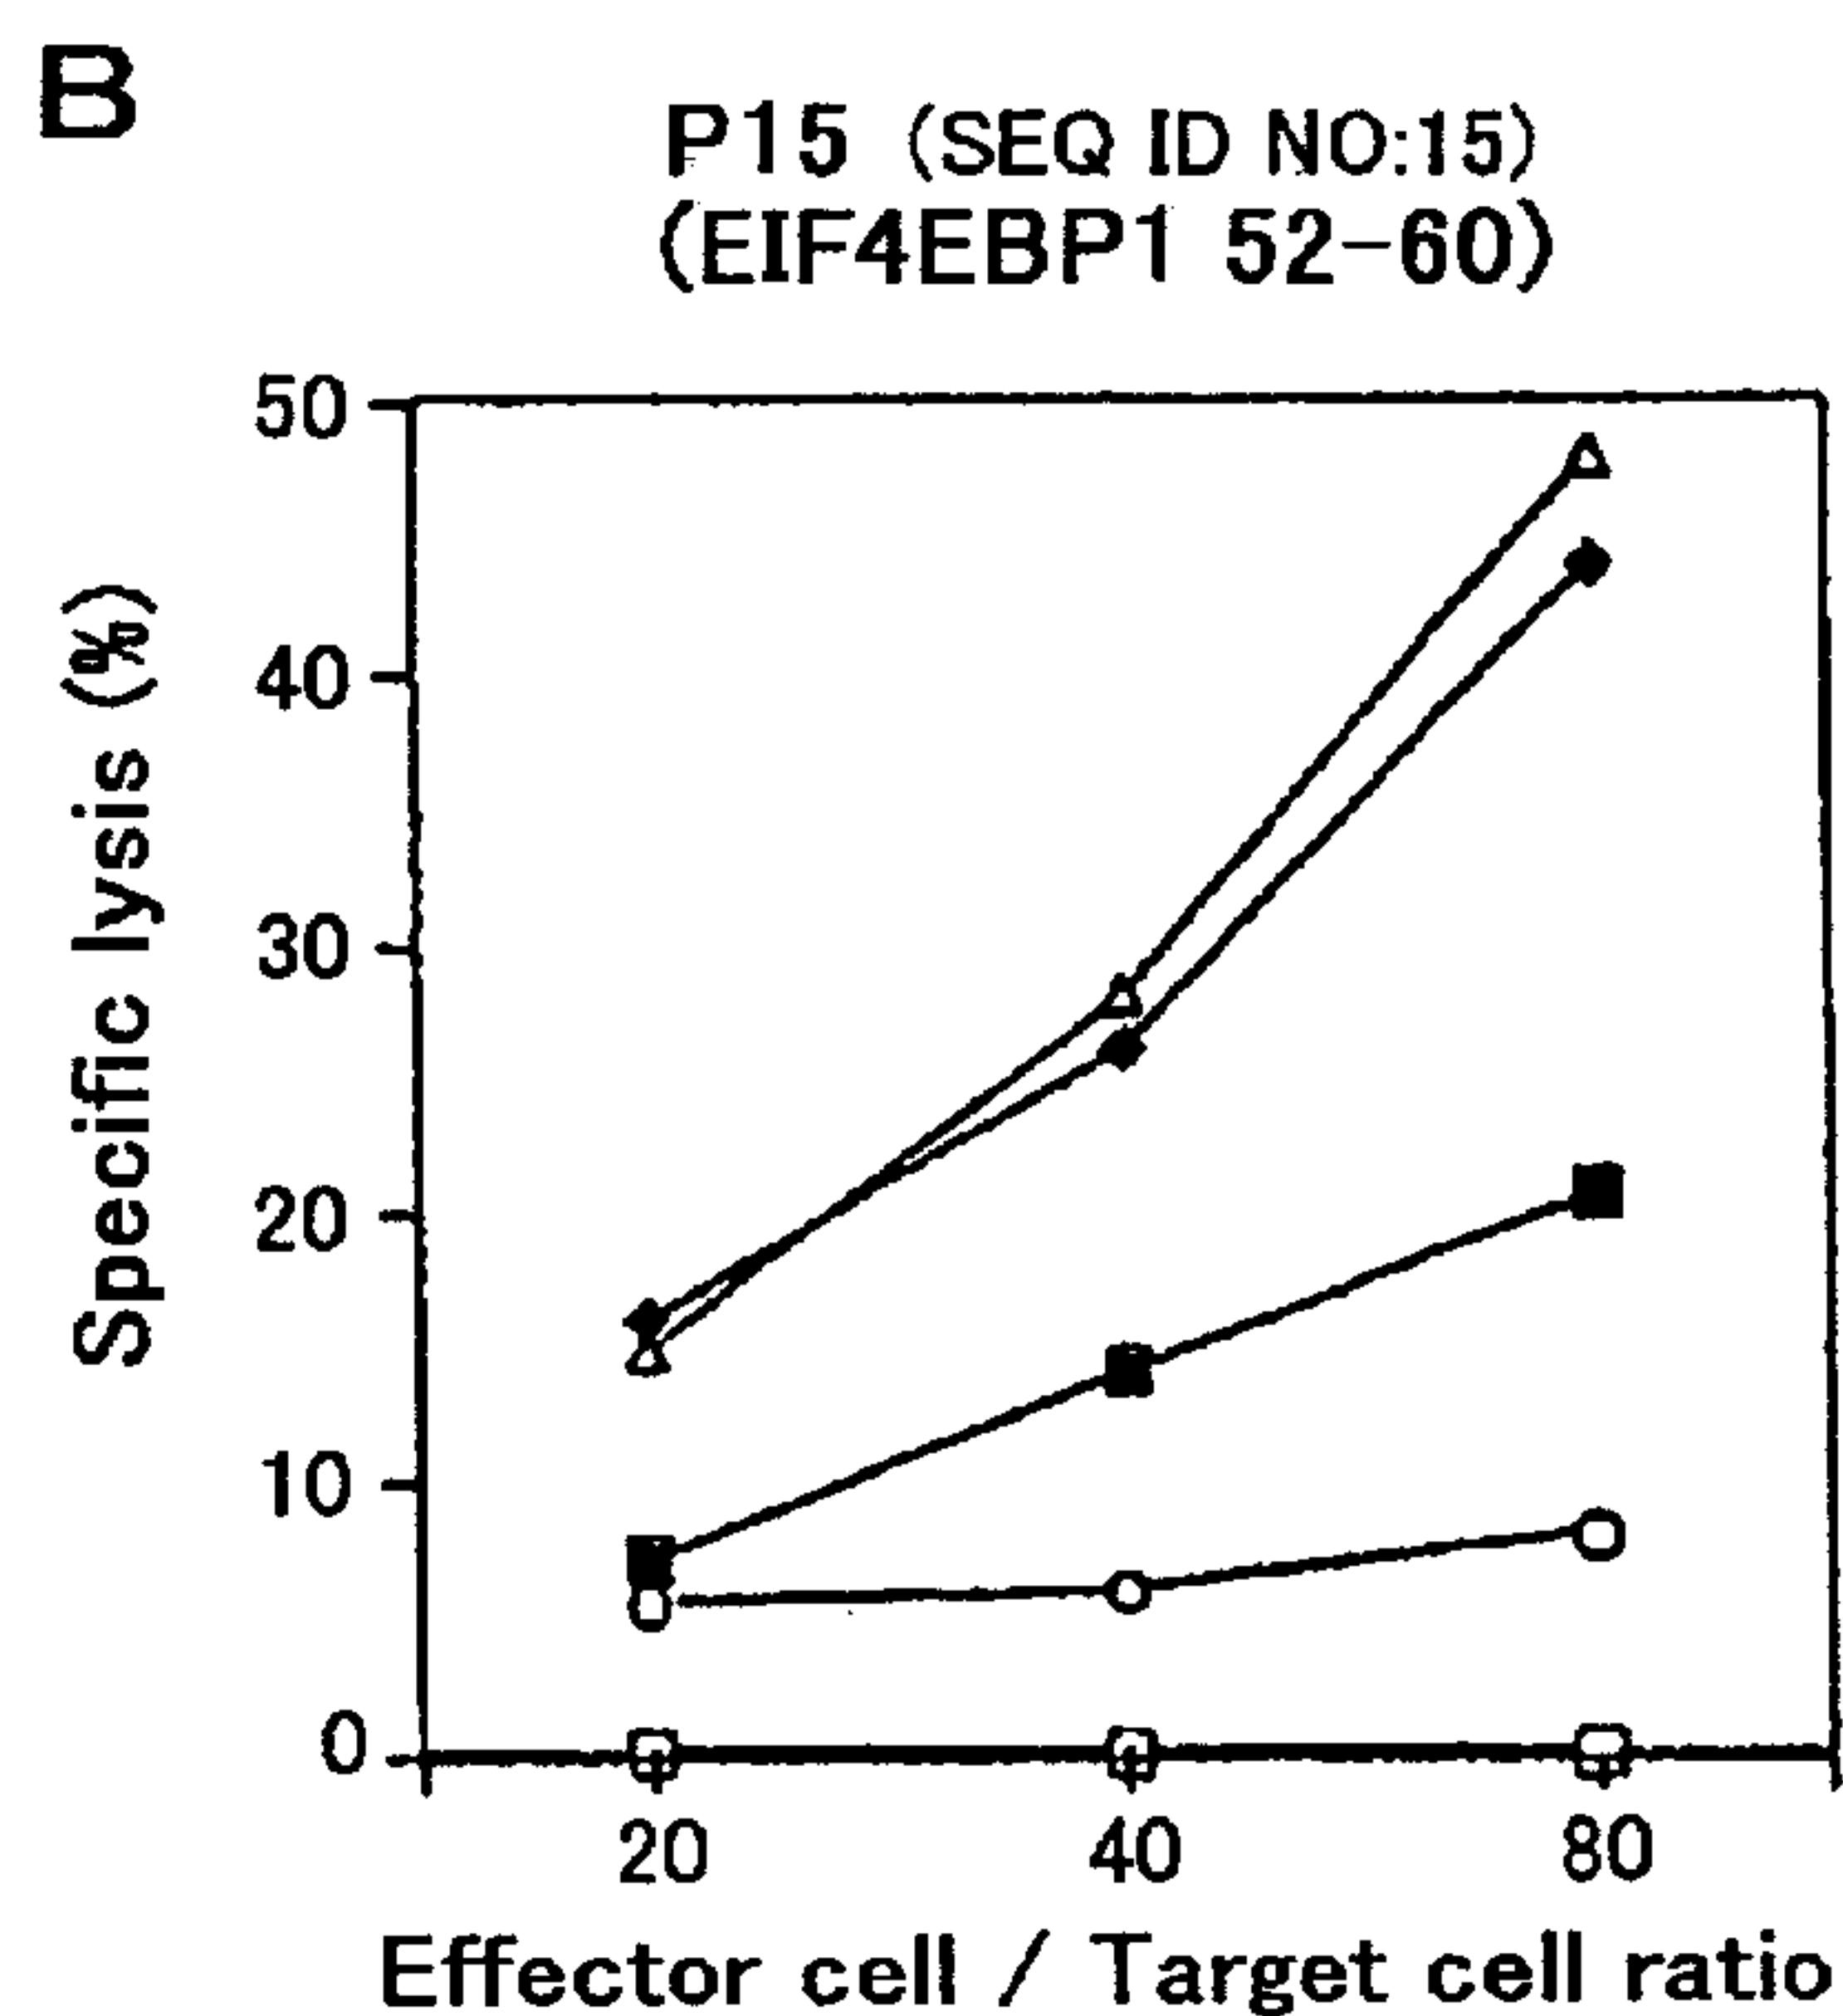 B
P15 (SEQ ID NO:15)
(EIF4EBP1 52-60)
50
40
30
20
10
0
Specific lysis (%)
20 40 80
Effector cell / Target cell ratio